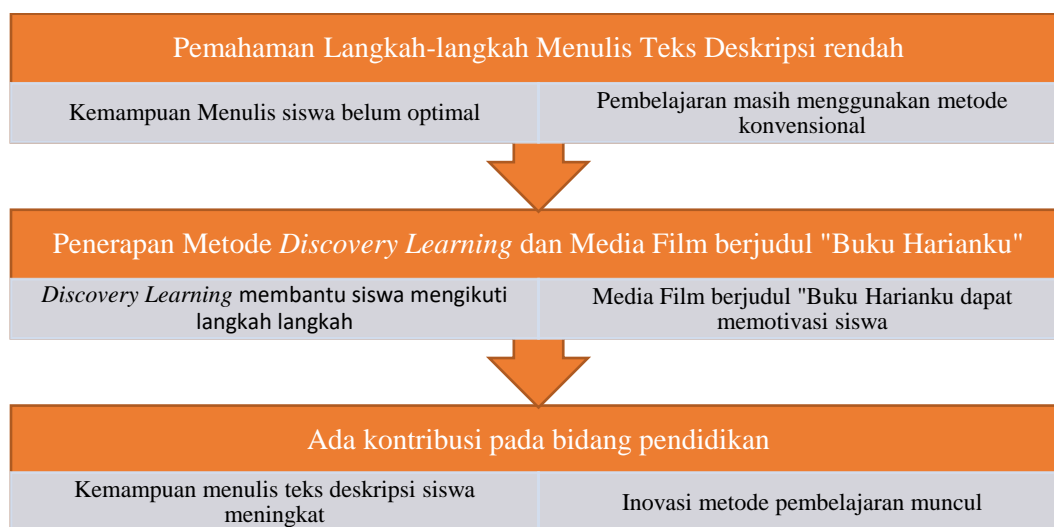 Pemahaman Langkah-langkah Menulis Teks Deskripsi rendah
Kemampuan Menulis siswa belum optimal
Pembelajaran masih menggunakan metode
konvensional
Penerapan Metode Discovery Learning dan Media Film berjudul "Buku Harianku"
Discovery Learning membantu siswa mengikuti
langkah langkah
Media Film berjudul "Buku Harianku dapat
memotivasi siswa
Ada kontribusi pada bidang pendidikan
Kemampuan menulis teks deskripsi siswa
meningkat
Inovasi metode pembelajaran muncul